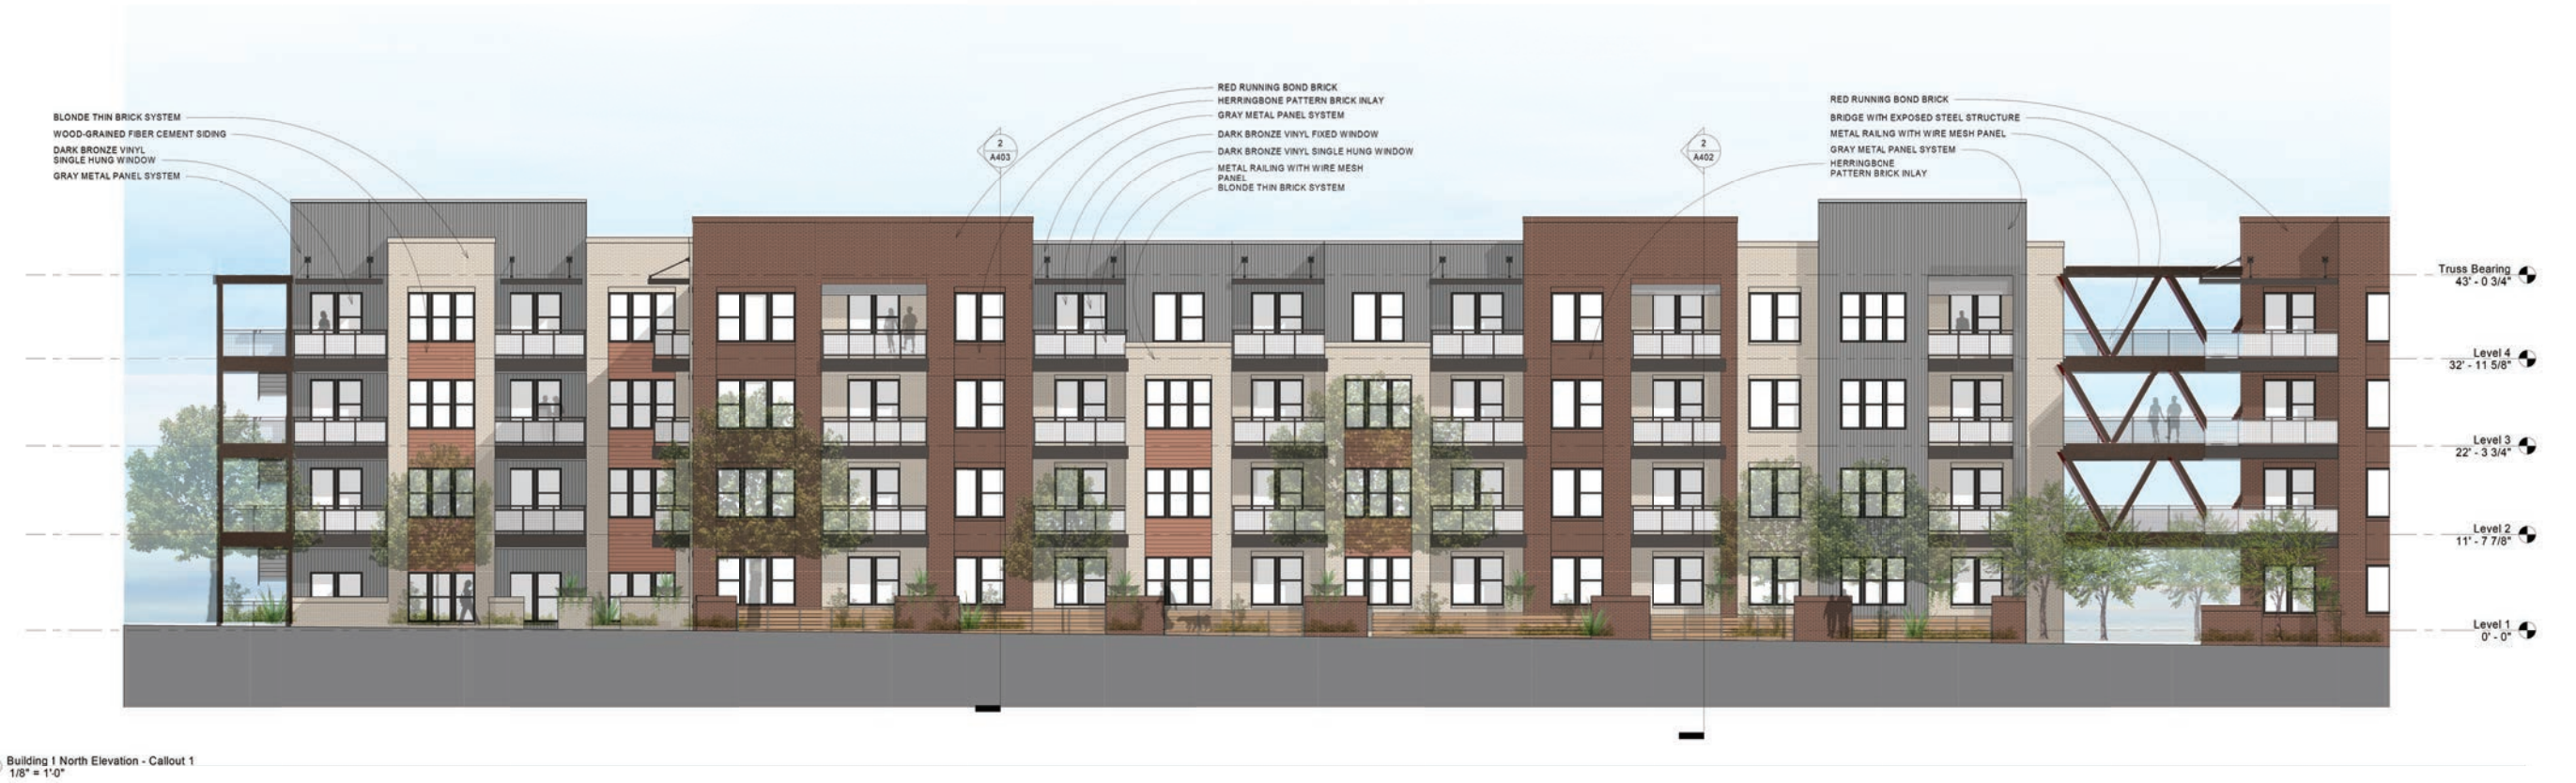 BLONDE THIN BRICK SYSTEM
WOOD-GRAINED FIBER CEMENT SIDING
DARK BRONZE VINYL
SINGLE HUNG WINDOW
GRAY METAL PANEL SYSTEM
2
A403
RED RUNNING BOND BRICK
HERRINGBONE PATTERN BRICK INLAY
GRAY METAL PANEL SYSTEM
DARK BRONZE VINYL FIXED WINDOW
DARK BRONZE VINYL SINGLE HUNG WINDOW
METAL RAILING WITH WIRE MESH
PANEL
BLONDE THIN BRICK SYSTEM
2
A402
RED RUNNING BOND BRICK
BRIDGE WITH EXPOSED STEEL STRUCTURE
METAL RAILNG WITH WIRE MESH PANEL
GRAY METAL PANEL SYSTEM
HERRINGBONE
PATTERN BRICK INLAY
Truss Bearing
43' - 0 3/4"
Level 4
32' - 11 5/8"
Level 3
22' - 3 3/4"
Level 2
11' - 7 7/8"
Level 1
0' - 0"
Building 1 North Elevation - Callout 1
1/8" = 1'-0"